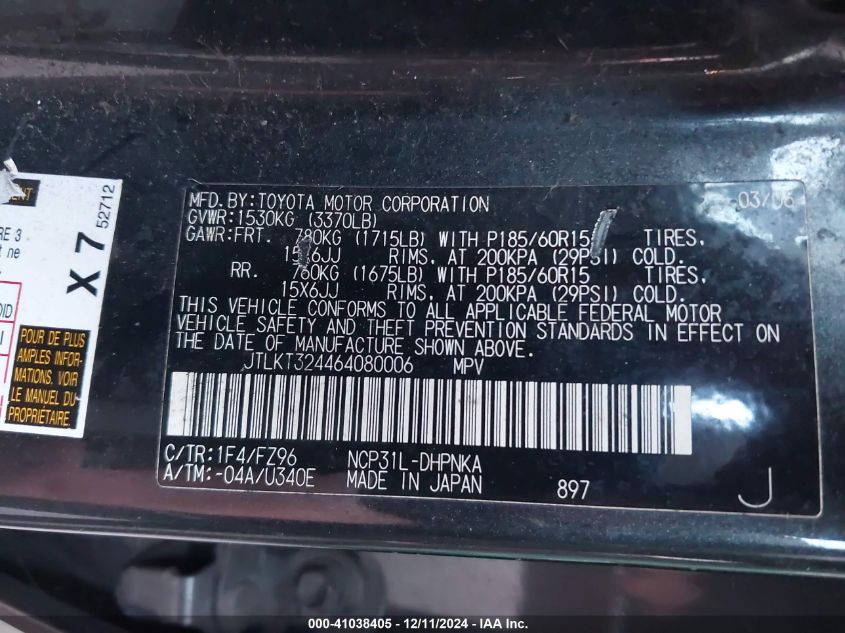 MFD. BY: TOYOTA MOTOR CORPORATION 03/06
GVWR: 1530KG (3370LB)
GAWR: FRT. 780KG (1715LB) WITH P185/60R15 TIRES,
15X6JJ RIMS, AT 200KPA (29PSI) COLD.
RR. 760KG (1675LB) WITH P185/60R15 TIRES,
15X6JJ RIMS, AT 200KPA (29PSI) COLD.
THIS VEHICLE CONFORMS TO ALL APPLICABLE FEDERAL MOTOR
VEHICLE SAFETY AND THEFT PREVENTION STANDARDS IN EFFECT ON
THE DATE OF MANUFACTURE SHOWN ABOVE.
JTLKT324464080006 MPV
C/TR: 1F4/FZ96 NCP31L-DHPNKA
A/TM: -04A/U340E MADE IN JAPAN 897 J
RE 3
t ne
X 7 52712
POUR DE PLUS
AMPLES INFOR-
MATIONS, VOIR
LE MANUEL DU
PROPRIÉTAIRE.
000-41038405 - 12/11/2024 - IAA Inc.